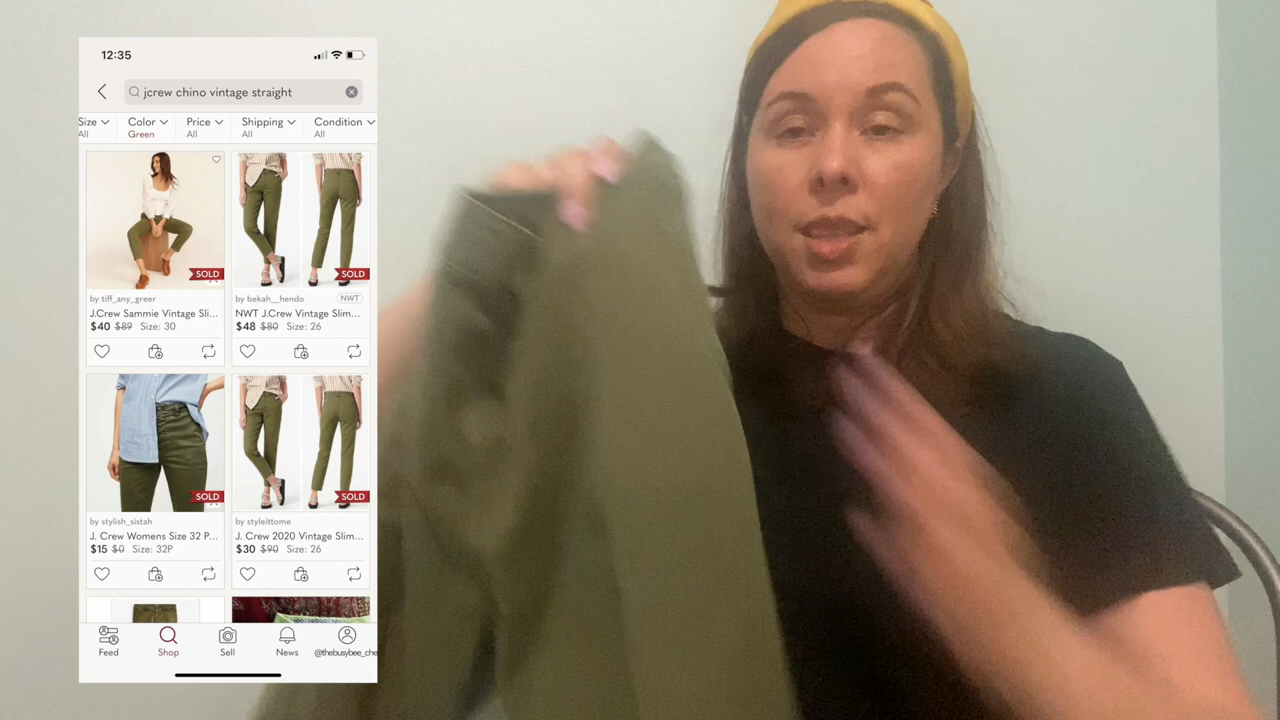 12:35
jcrew chino vintage straight
Size Color Price Shipping Condition
All Green All All All
SOLD SOLD
by tiff_any_greer by bekah__hendo NWT
J.Crew Sammie Vintage Sli... NWT J.Crew Vintage Slim...
$40 $89 Size: 30 $48 $80 Size: 26
SOLD SOLD
by stylish_sistah by styleittome
J. Crew Womens Size 32 P... J. Crew 2020 Vintage Slim...
$15 $0 Size: 32P $30 $90 Size: 26
Feed Shop Sell News @thebusybee_che